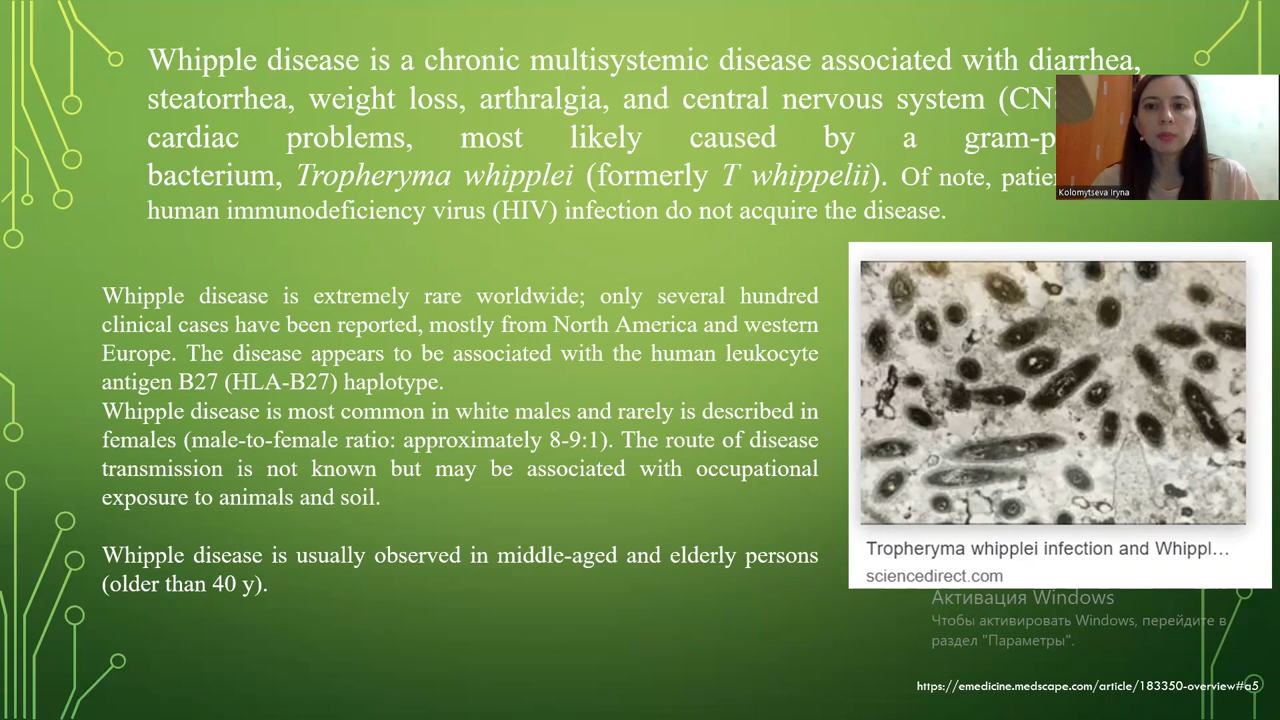 Whipple disease is a chronic multisystemic disease associated with diarrhea,
steatorrhea, weight loss, arthralgia, and central nervous system (CN
cardiac problems, most likely caused by a gram-p
bacterium, Tropheryma whipplei (formerly T whippelii). Of note, patie
human immunodeficiency virus (HIV) infection do not acquire the disease.
Kolomytseva Iryna
Whipple disease is extremely rare worldwide; only several hundred
clinical cases have been reported, mostly from North America and western
Europe. The disease appears to be associated with the human leukocyte
antigen B27 (HLA-B27) haplotype.
Whipple disease is most common in white males and rarely is described in
females (male-to-female ratio: approximately 8-9:1). The route of disease
transmission is not known but may be associated with occupational
exposure to animals and soil.
Whipple disease is usually observed in middle-aged and elderly persons
(older than 40 y).
Tropheryma whipplei infection and Whippl...
sciencedirect.com
Активация Windows
Чтобы активировать Windows, перейдите в
раздел "Параметры".
https://emedicine.medscape.com/article/183350-overview#a5